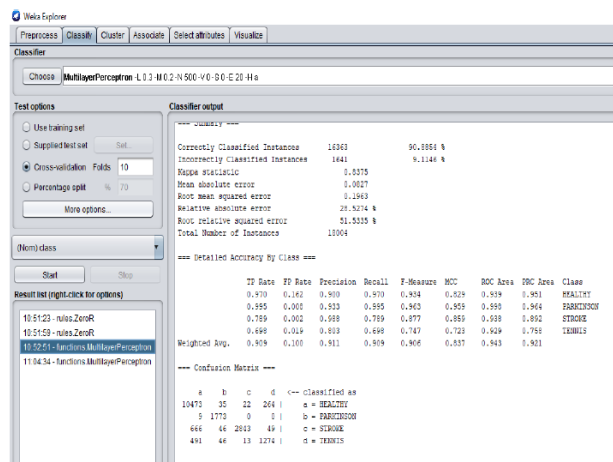 Weka Explorer
Preprocess Classify Cluster Associate Select attributes Visualize
Classifier
Choose MultilayerPerceptron -L 0.3 -M 0.2 -N 500 -V 0 -S 0 -E 20 -H a
Test options
Use training set
Supplied test set Set...
Cross-validation Folds 10
Percentage split % 70
More options...
(Nom) class
Start Stop
Result list (right-click for options)
10:51:23 - rules.ZeroR
10:51:59 - rules.ZeroR
10:52:51 - functions.MultilayerPerceptron
11:04:34 - functions.MultilayerPerceptron
Classifier output
=== Summary ===
Correctly Classified Instances 16363 90.8854 %
Incorrectly Classified Instances 1641 9.1146 %
Kappa statistic 0.8375
Mean absolute error
Root mean squared error 0.1963
Relative absolute error 28.5274 %
Root relative squared error 51.5335 %
Total Number of Instances 18004
=== Detailed Accuracy By Class ===
TP Rate FP Rate Precision Recall F-Measure MCC ROC Area PRC Area Class
0.970 0.162 0.900 0.970 0.934 0.829 0.939 0.951 HEALTHY
0.995 0.008 0.933 0.995 0.963 0.959 0.998 0.964 PARKINSON
0.789 0.002 0.988 0.789 0.877 0.859 0.938 0.892 STROKE
0.698 0.019 0.803 0.698 0.747 0.723 0.929 0.758 TENNIS
Weighted Avg. 0.909 0.100 0.911 0.909 0.906 0.837 0.943 0.921
=== Confusion Matrix ===
a b c d <-- classified as
10473 35 22 264 | a = HEALTHY
9 1773 0 0 | b = PARKINSON
666 46 2843 49 | c = STROKE
491 46 13 1274 | d = TENNIS